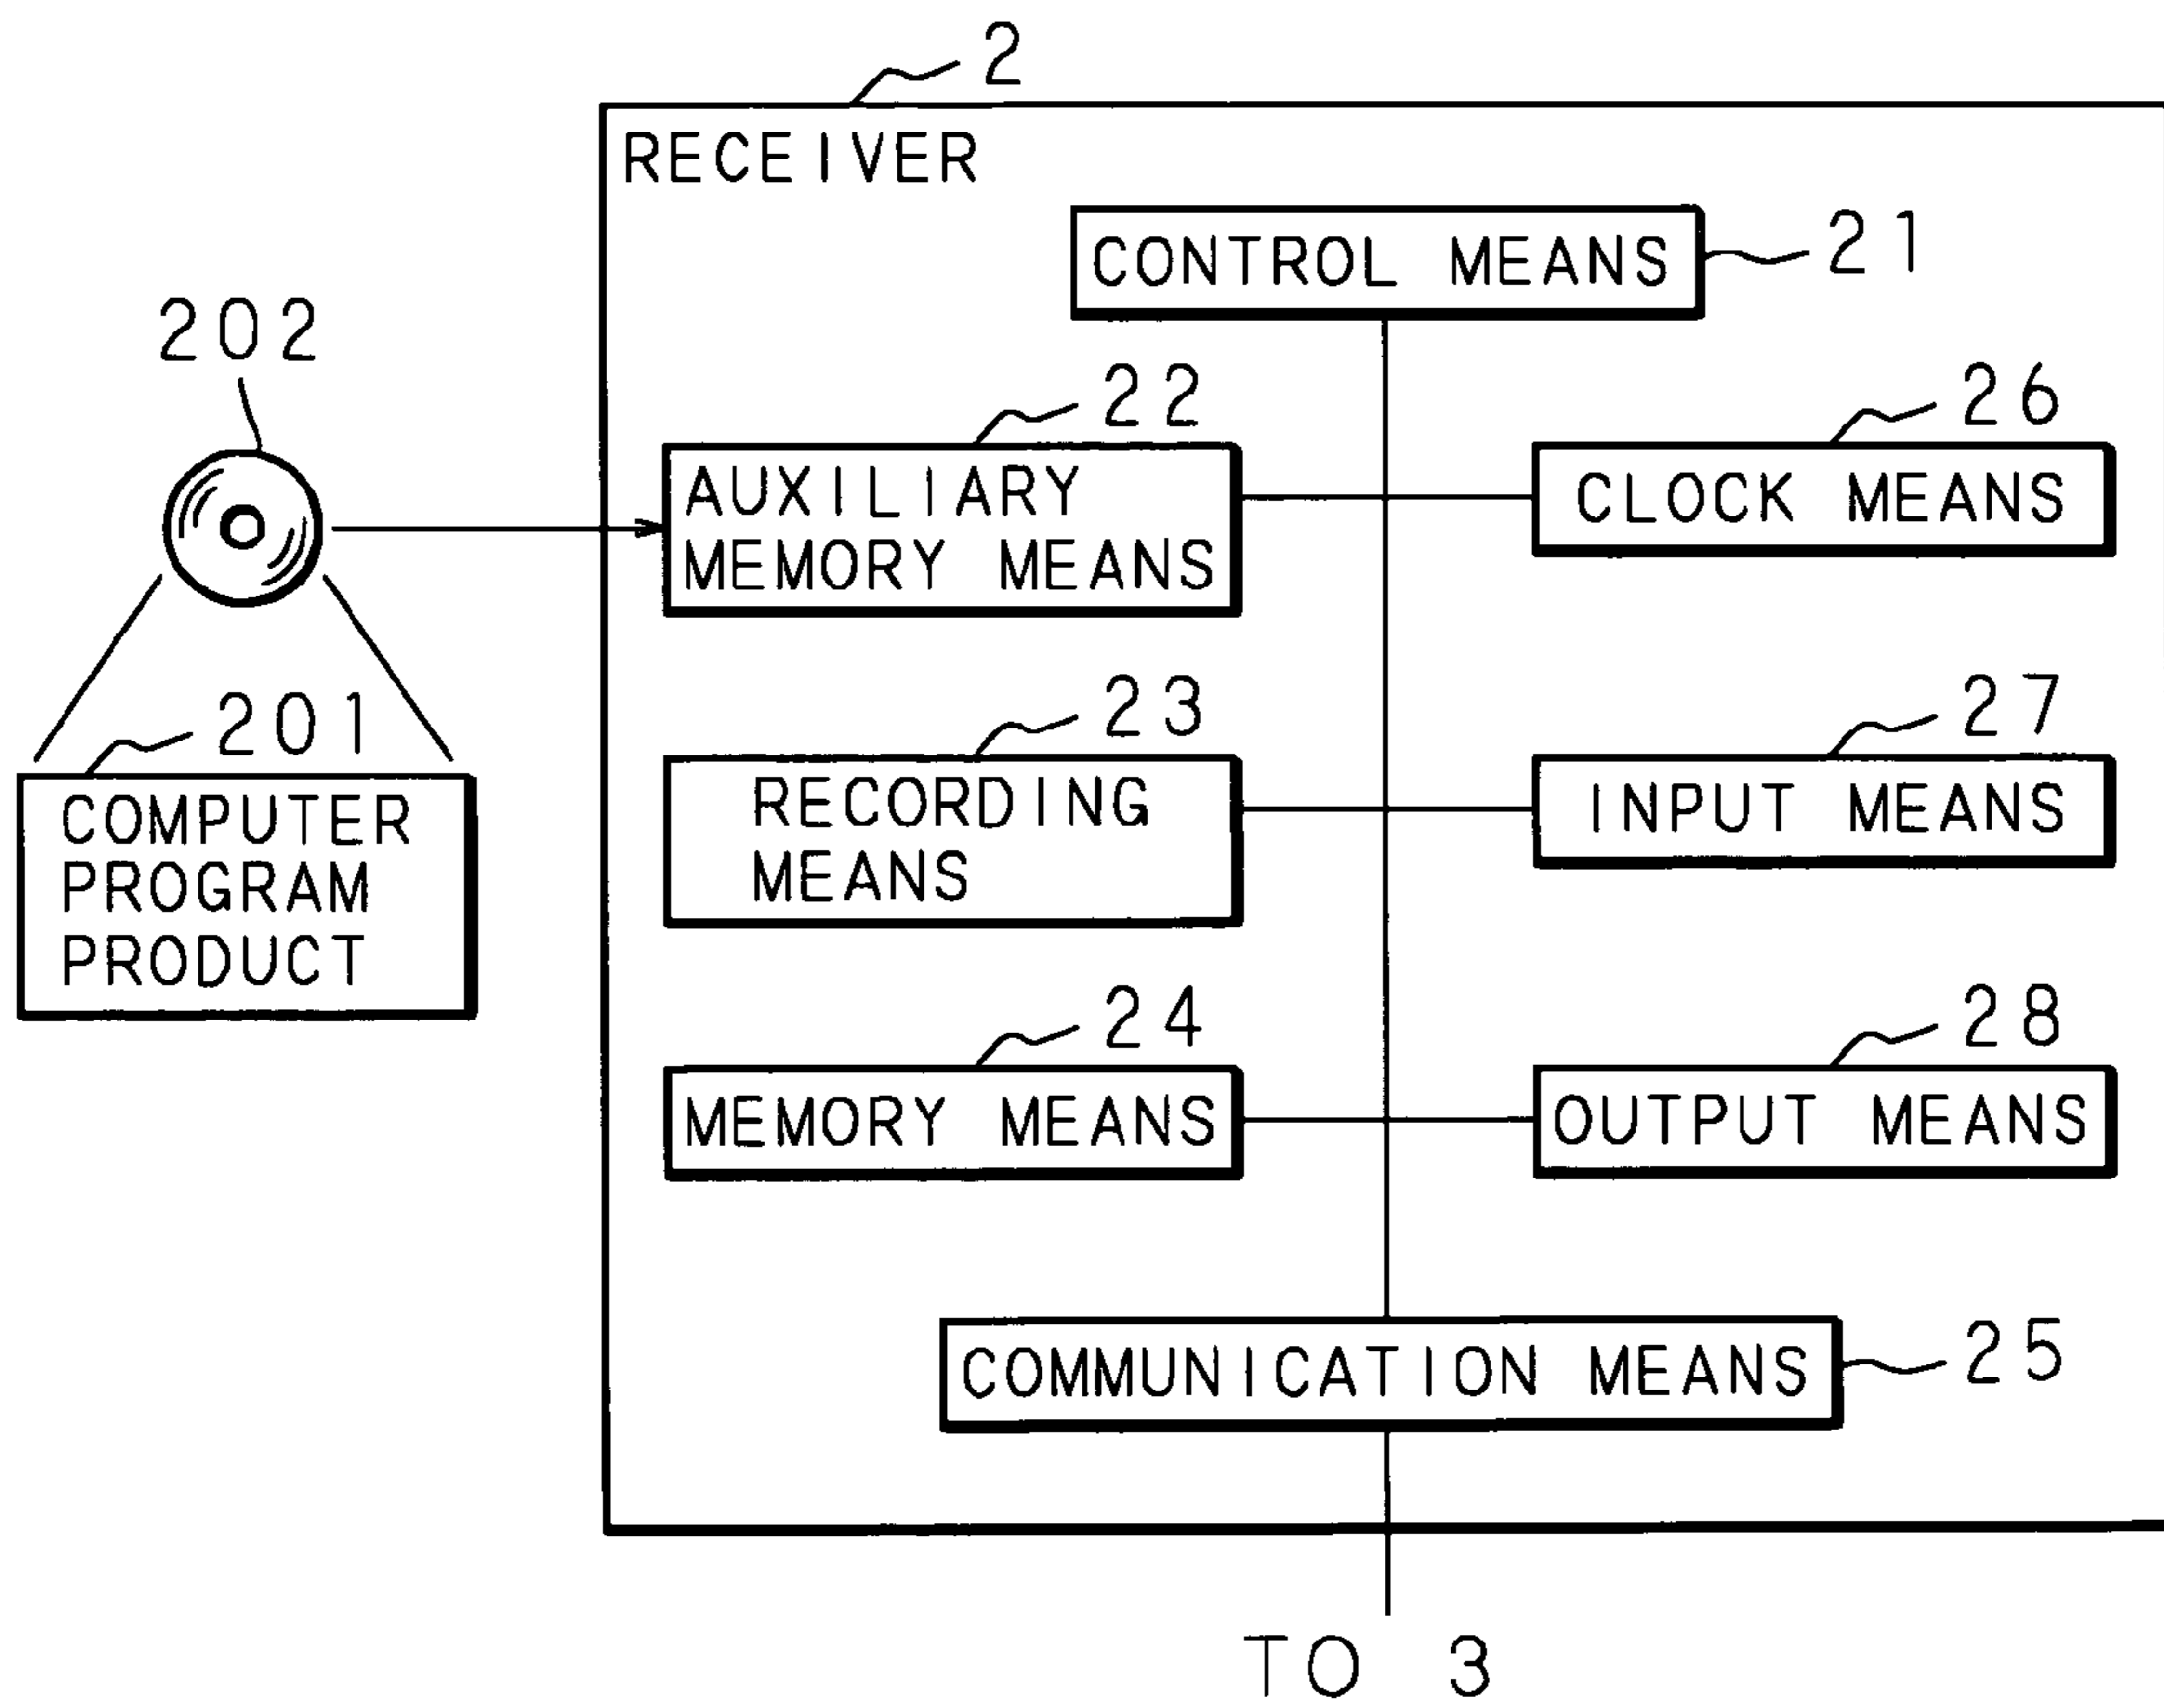 2
RECEIVER
CONTROL MEANS
21
202
22
26
AUXILIARY
MEMORY MEANS
CLOCK MEANS
23
27
201
RECORDING
MEANS
INPUT MEANS
COMPUTER
PROGRAM
PRODUCT
24
28
MEMORY MEANS
OUTPUT MEANS
COMMUNICATION MEANS
25
TO 3